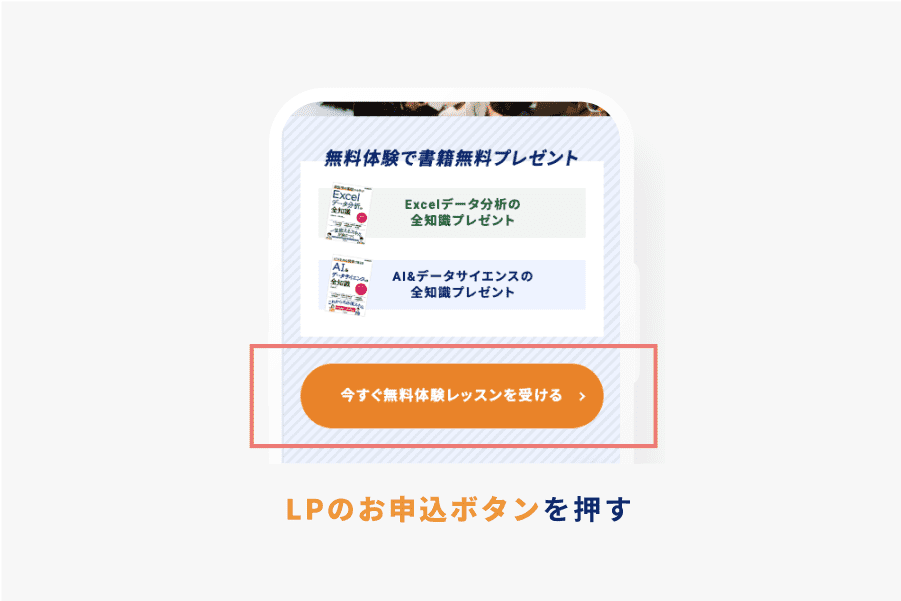 無料体験で書籍無料プレゼント
Excel
データ分析の
全知識
Excelデータ分析の
全知識プレゼント
AI&
データサイエンスの
全知識
AI&データサイエンスの
全知識プレゼント
今すぐ無料体験レッスンを受ける
LPのお申込ボタンを押す